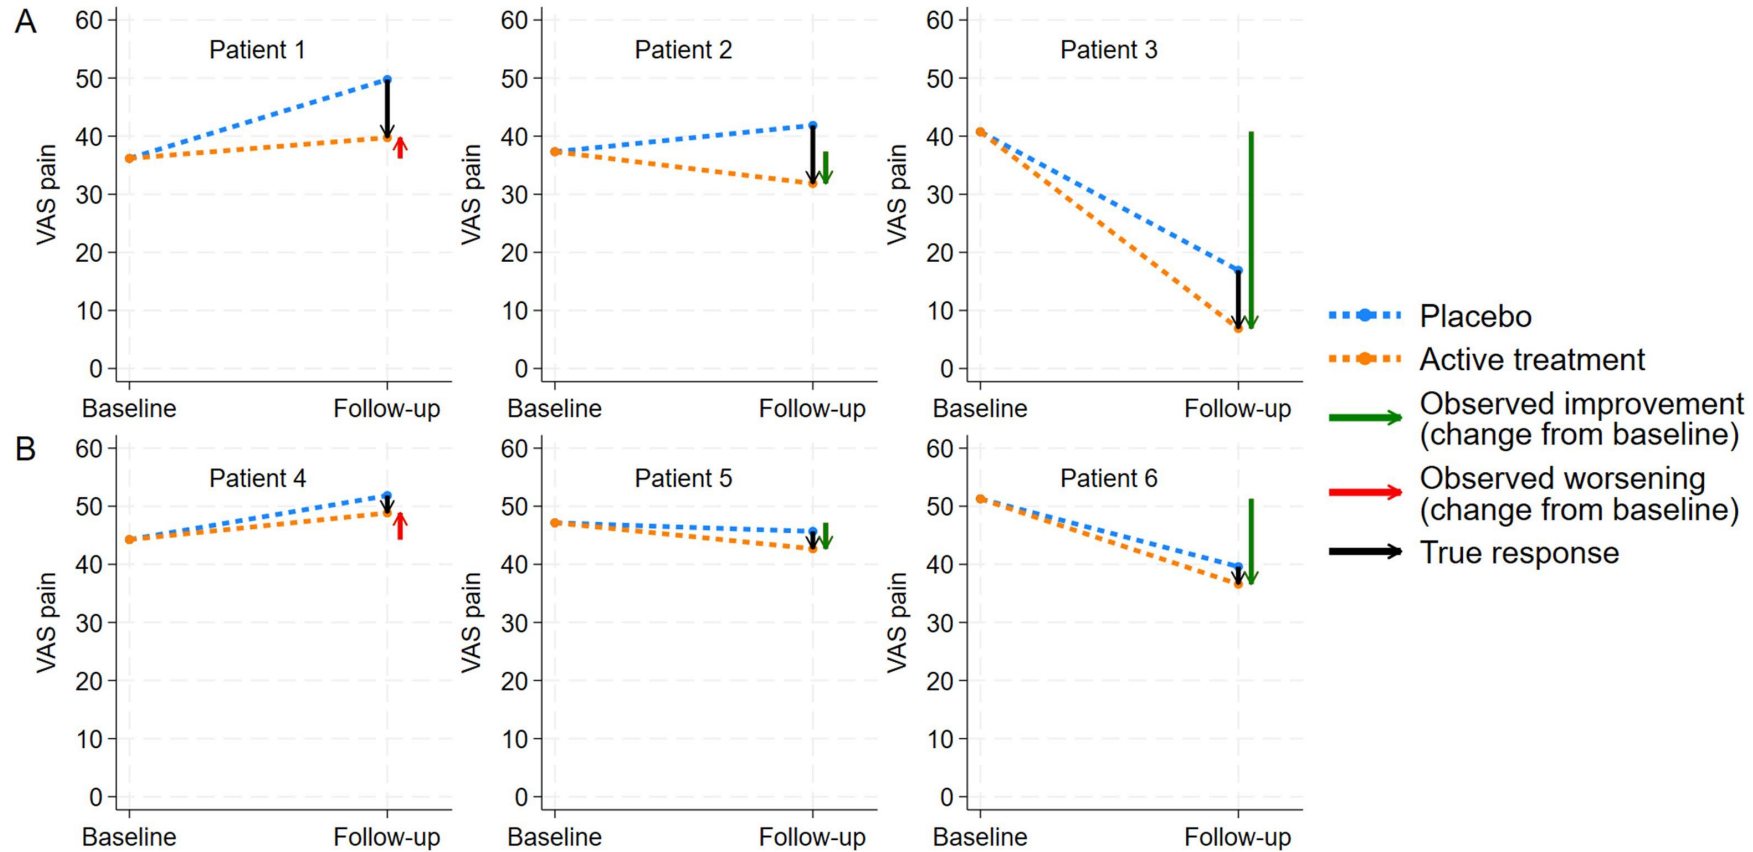 A
Patient 1
60
50
40
30
20
10
0
VAS pain
Baseline
Follow-up
Patient 2
60
50
40
30
20
10
0
VAS pain
Baseline
Follow-up
Patient 3
60
50
40
30
20
10
0
VAS pain
Baseline
Follow-up
B
Patient 4
60
50
40
30
20
10
0
VAS pain
Baseline
Follow-up
Patient 5
60
50
40
30
20
10
0
VAS pain
Baseline
Follow-up
Patient 6
60
50
40
30
20
10
0
VAS pain
Baseline
Follow-up
Placebo
Active treatment
Observed improvement
(change from baseline)
Observed worsening
(change from baseline)
True response